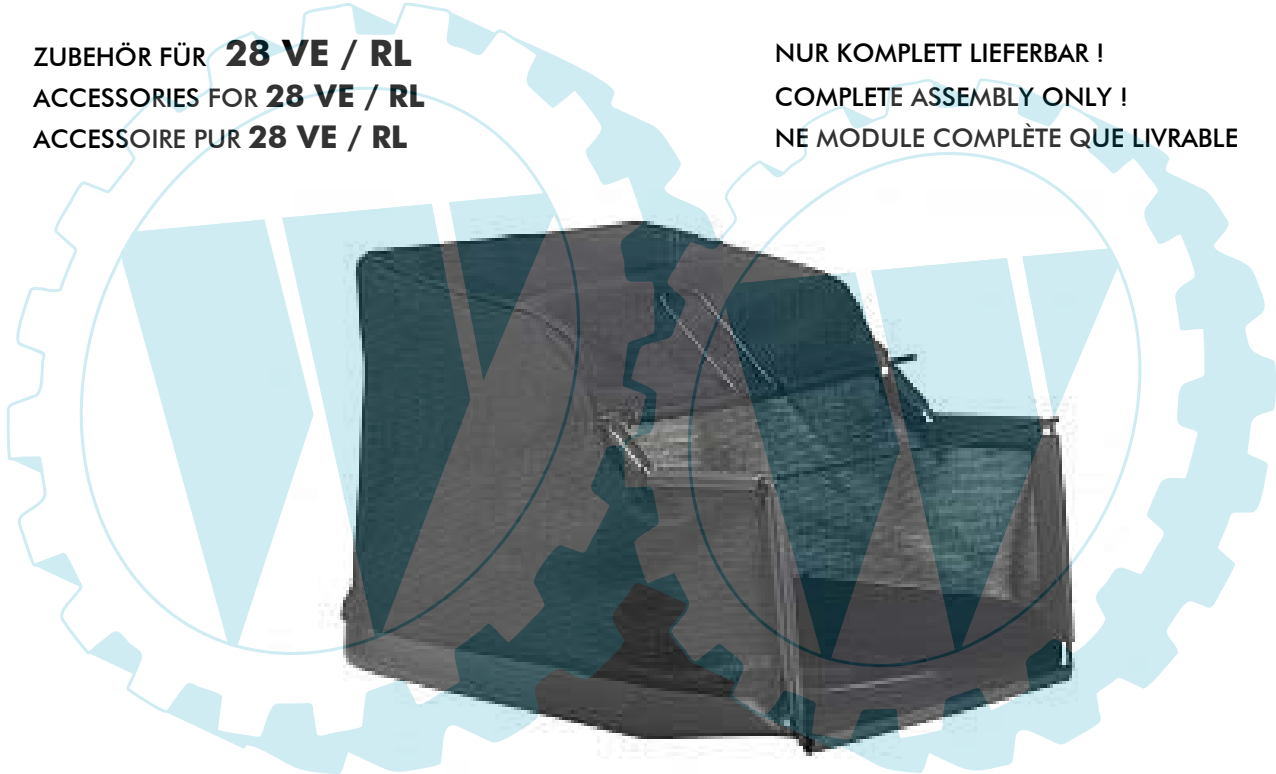 ZUBEHÖR FÜR 28 VE / RL
ACCESSORIES FOR 28 VE / RL
ACCESSOIRE PUR 28 VE / RL
NUR KOMPLETT LIEFERBAR !
COMPLETE ASSEMBLY ONLY !
NE MODULE COMPLÈTE QUE LIVRABLE